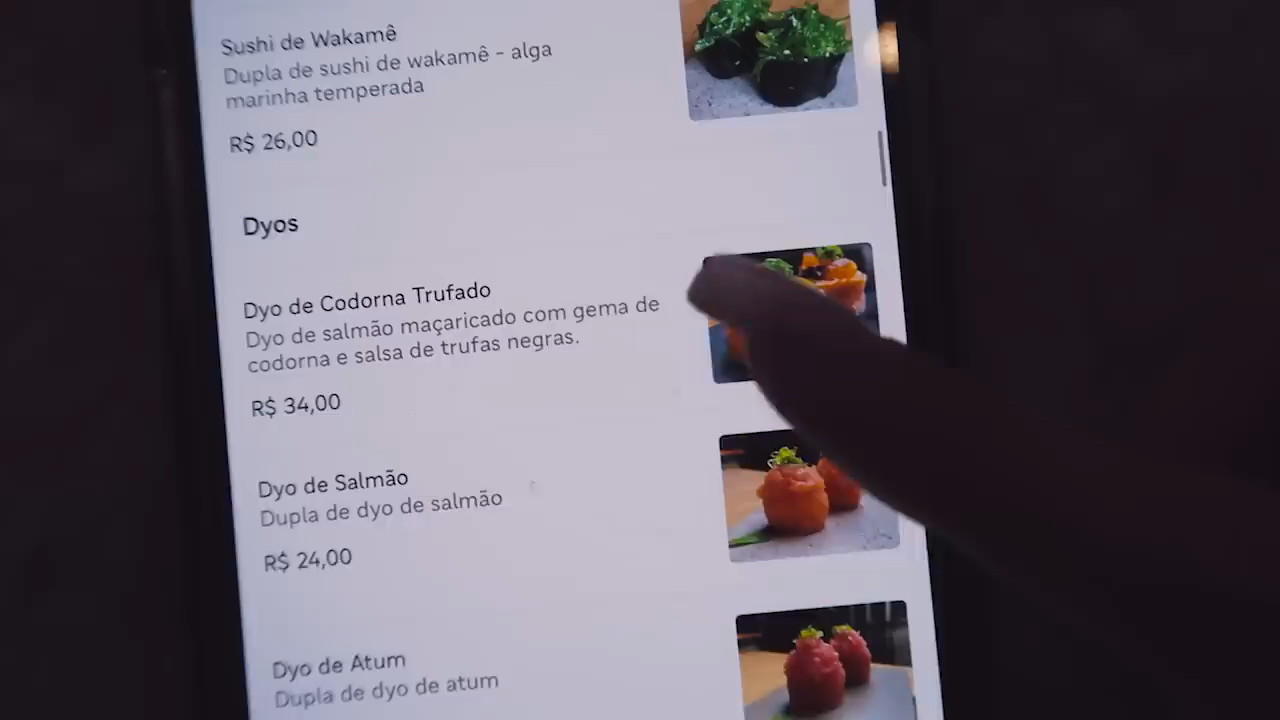 Sushi de Wakamê
Dupla de sushi de wakamê - alga
marinha temperada
R$ 26,00
Dyos
Dyo de Codorna Trufado
Dyo de salmão maçaricado com gema de
codorna e salsa de trufas negras.
R$ 34,00
Dyo de Salmão
Dupla de dyo de salmão
R$ 24,00
Dyo de Atum
Dupla de dyo de atum